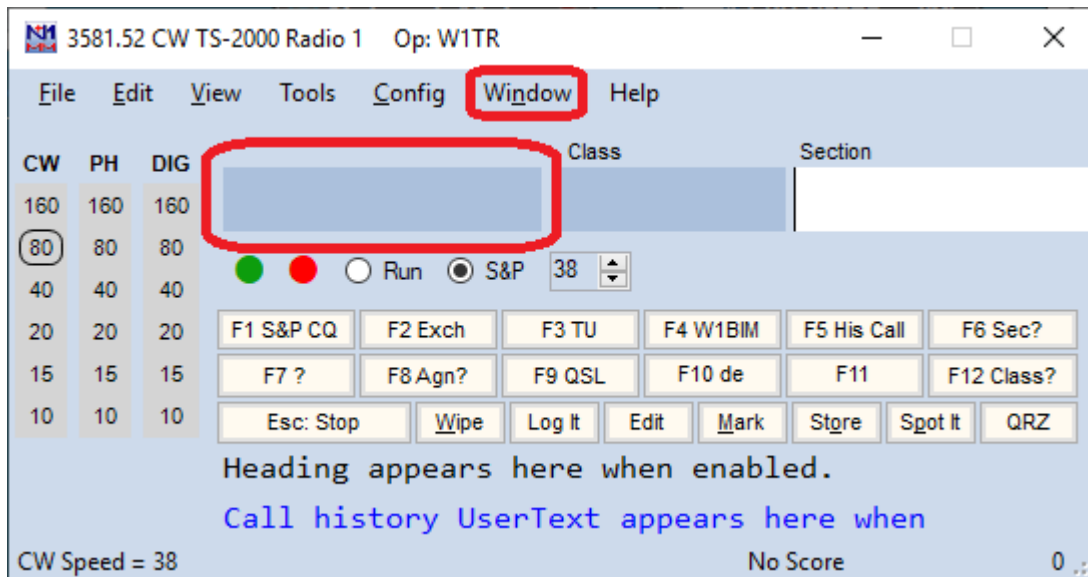 N1MM 3581.52 CW TS-2000 Radio 1 Op: W1TR
File Edit View Tools Config Window Help
Class Section
CW PH DIG
160 160 160
80 80 80
40 40 40
20 20 20
15 15 15
10 10 10
Run S&P 38
F1 S&P CQ F2 Exch F3 TU F4 W1BIM F5 His Call F6 Sec?
F7 ? F8 Agn? F9 QSL F10 de F11 F12 Class?
Esc: Stop Wipe Log It Edit Mark Store Spot It QRZ
Heading appears here when enabled.
Call history UserText appears here when
CW Speed = 38 No Score 0